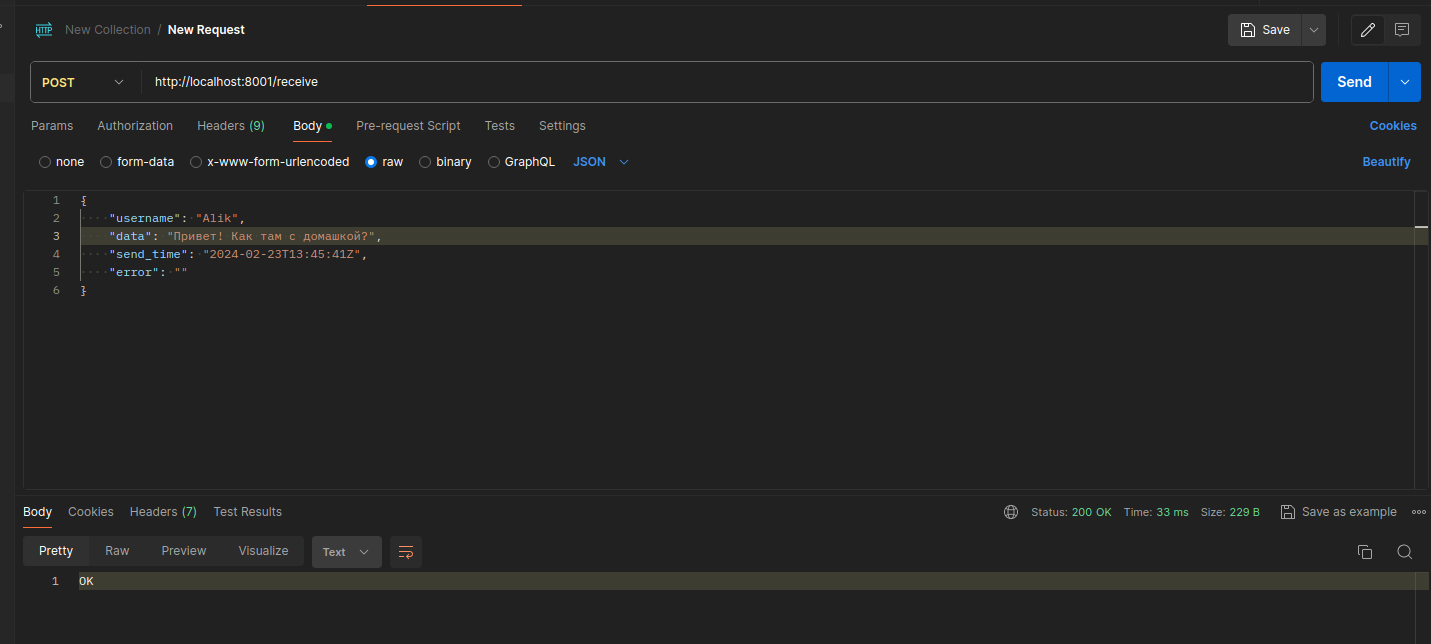 HTTP New Collection / New Request Save
POST http://localhost:8001/receive Send
Params Authorization Headers (9) Body Pre-request Script Tests Settings Cookies
none form-data x-www-form-urlencoded raw binary GraphQL JSON Beautify
1 {
2 ····"username":·"Alik",
3 ····"data": "Привет!·Как·там·с·домашкой?",
4 ····"send_time":·"2024-02-23T13:45:41Z",
5 ····"error":·""
6 }
Body Cookies Headers (7) Test Results Status: 200 OK Time: 33 ms Size: 229 B Save as example
Pretty Raw Preview Visualize Text
1 OK